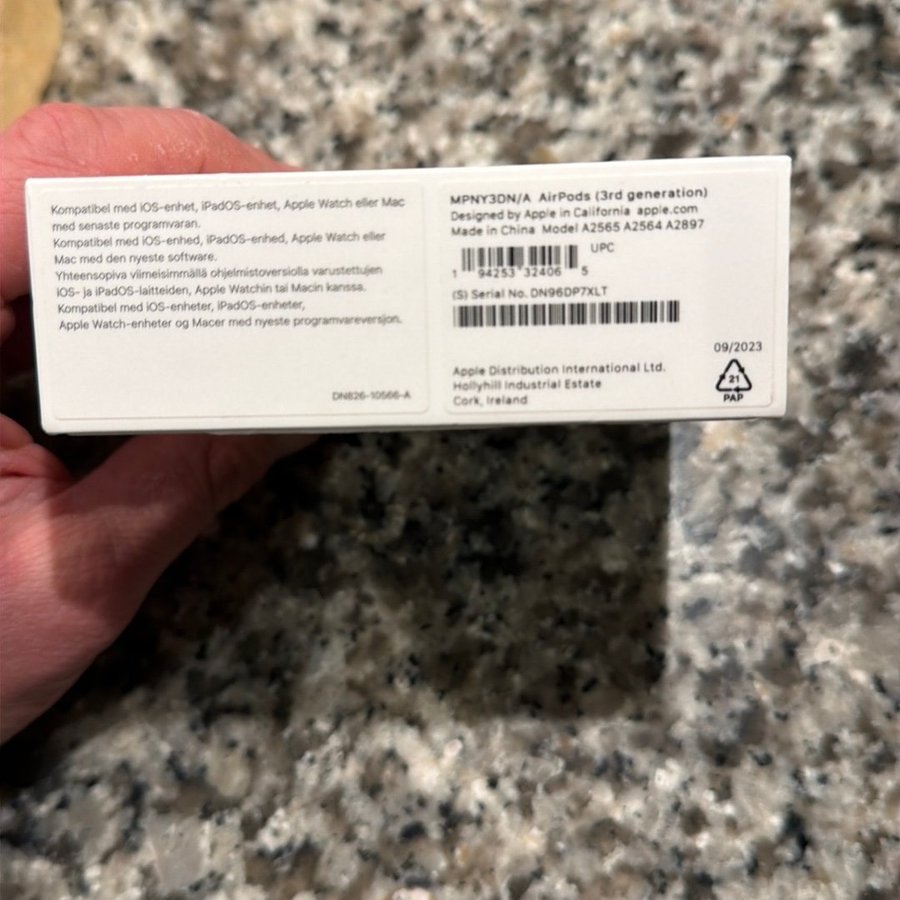 Kompatibel med iOS-enhet, iPadOS-enhet, Apple Watch eller Mac
med senaste programvaran.
Kompatibel med iOS-enhed, iPadOS-enhed, Apple Watch eller
Mac med den nyeste software.
Yhteensopiva viimeisimmällä ohjelmistoversiolla varustettujen
iOS- ja iPadOS-laitteiden, Apple Watchin tai Macin kanssa.
Kompatibel med iOS-enheter, iPadOS-enheter,
Apple Watch-enheter og Macer med nyeste programvareversjon.
DN826-10566-A
MPNY3DN/A AirPods (3rd generation)
Designed by Apple in California apple.com
Made in China Model A2565 A2564 A2897
UPC
1 94253 32406 5
(S) Serial No. DN96DP7XLT
09/2023
Apple Distribution International Ltd.
Hollyhill Industrial Estate
Cork, Ireland
21
PAP